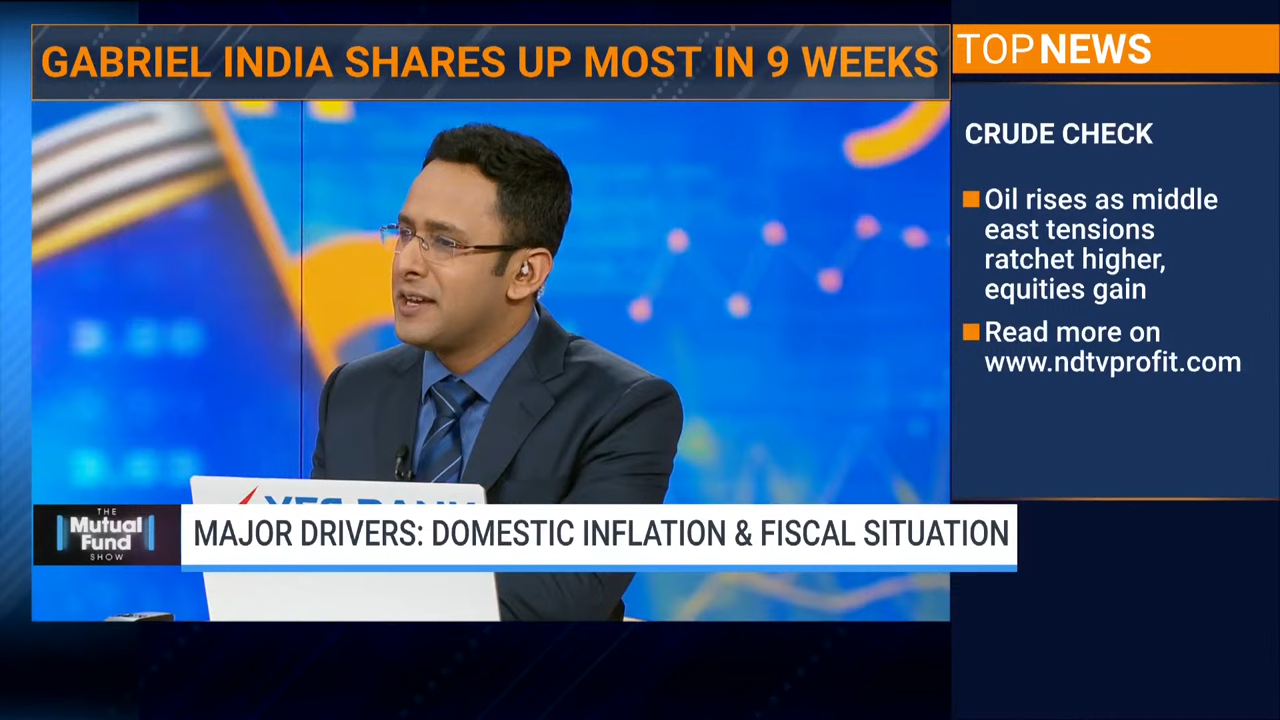 GABRIEL INDIA SHARES UP MOST IN 9 WEEKS
TOP NEWS
CRUDE CHECK
Oil rises as middle
east tensions
ratchet higher,
equities gain
Read more on
www.ndtvprofit.com
YES BANK
THE
Mutual
Fund
SHOW
MAJOR DRIVERS: DOMESTIC INFLATION & FISCAL SITUATION